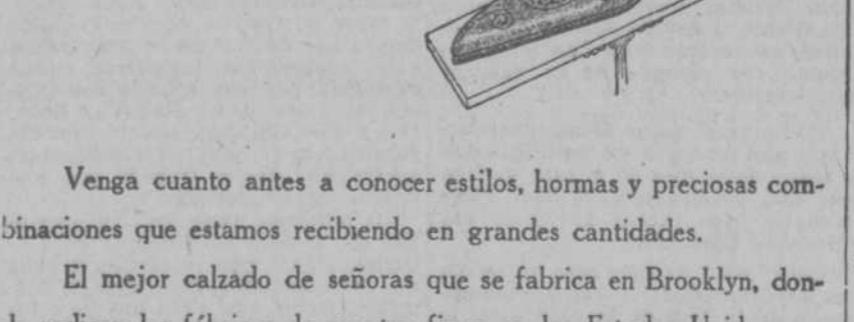 Venga cuanto antes a conocer estilos, hormas y preciosas com-
binaciones que estamos recibiendo en grandes cantidades.
El mejor calzado de señoras que se fabrica en Brooklyn, don-